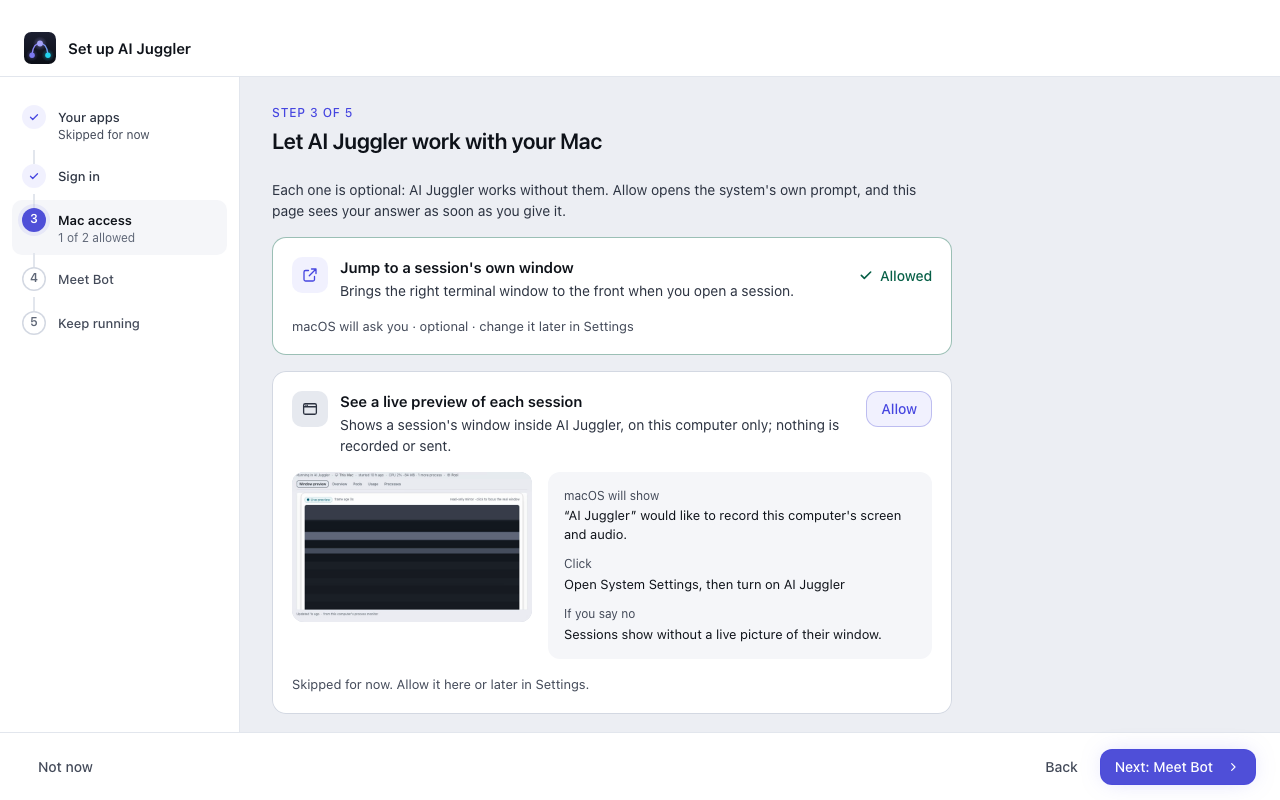 Set up AI Juggler
Your apps
Skipped for now
Sign in
3
Mac access
1 of 2 allowed
4
Meet Bot
5
Keep running
STEP 3 OF 5
Let AI Juggler work with your Mac
Each one is optional: AI Juggler works without them. Allow opens the system's own prompt, and this
page sees your answer as soon as you give it.
Jump to a session's own window
Brings the right terminal window to the front when you open a session.
Allowed
macOS will ask you · optional · change it later in Settings
See a live preview of each session
Shows a session's window inside AI Juggler, on this computer only; nothing is
recorded or sent.
Allow
Window preview Overview
macOS will show
“AI Juggler” would like to record this computer's screen
and audio.
Click
Open System Settings, then turn on AI Juggler
If you say no
Sessions show without a live picture of their window.
Skipped for now. Allow it here or later in Settings.
Not now
Back
Next: Meet Bot